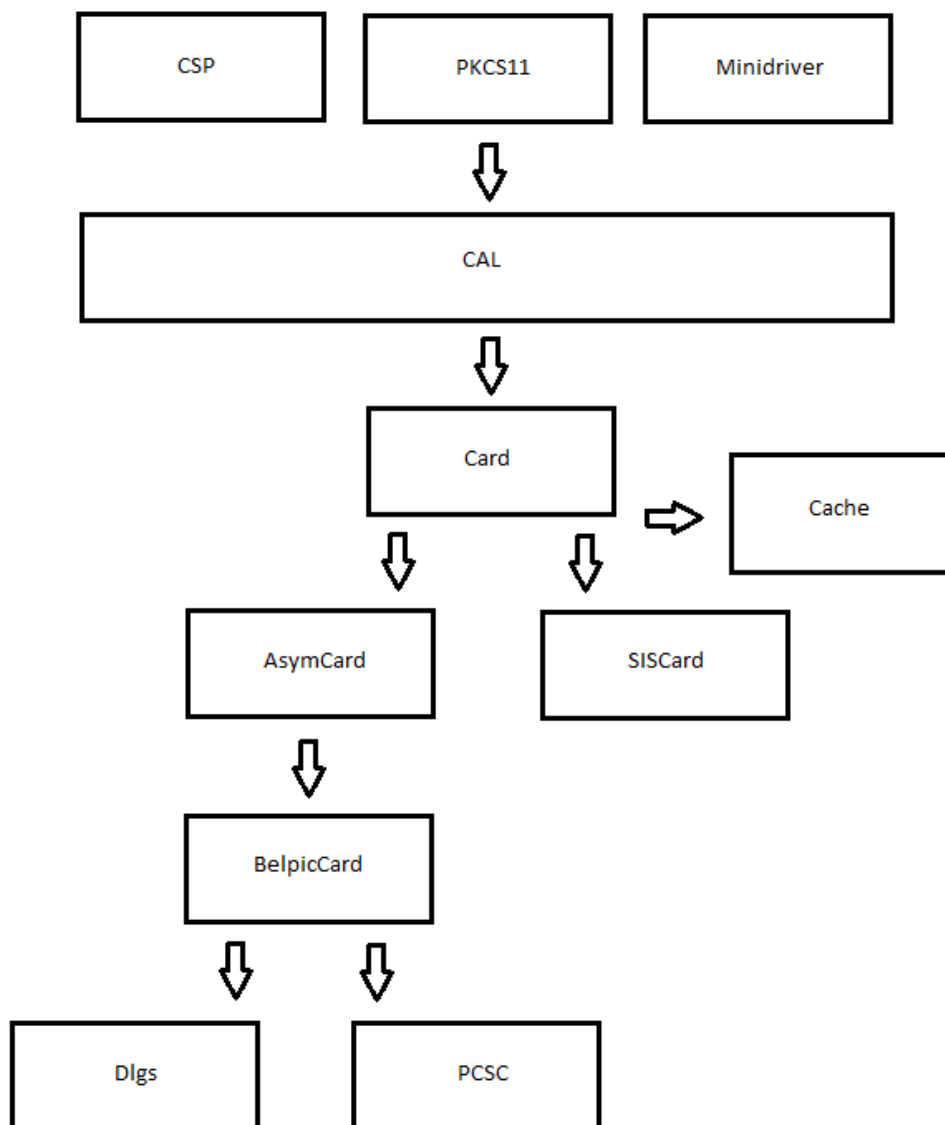 CSP
PKCS11
Minidriver
CAL
Card
Cache
AsymCard
SISCard
BelpicCard
Dlgs
PCSC